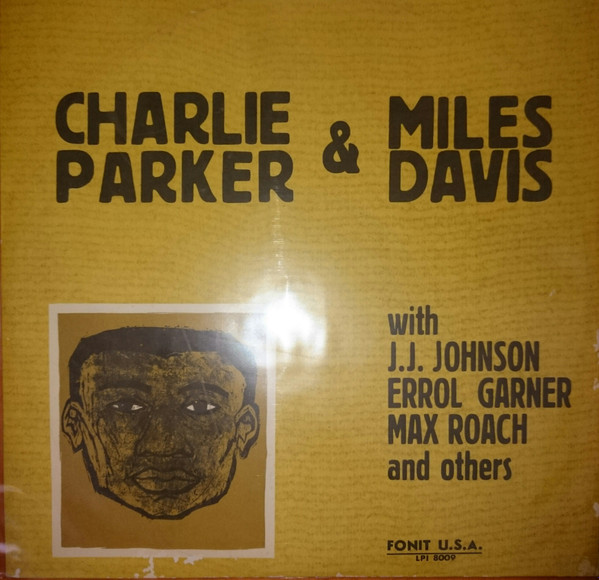 CHARLIE
PARKER
&
MILES
DAVIS
with
J.J. JOHNSON
ERROL GARNER
MAX ROACH
and others
FONIT U.S.A.
LPJ 8009